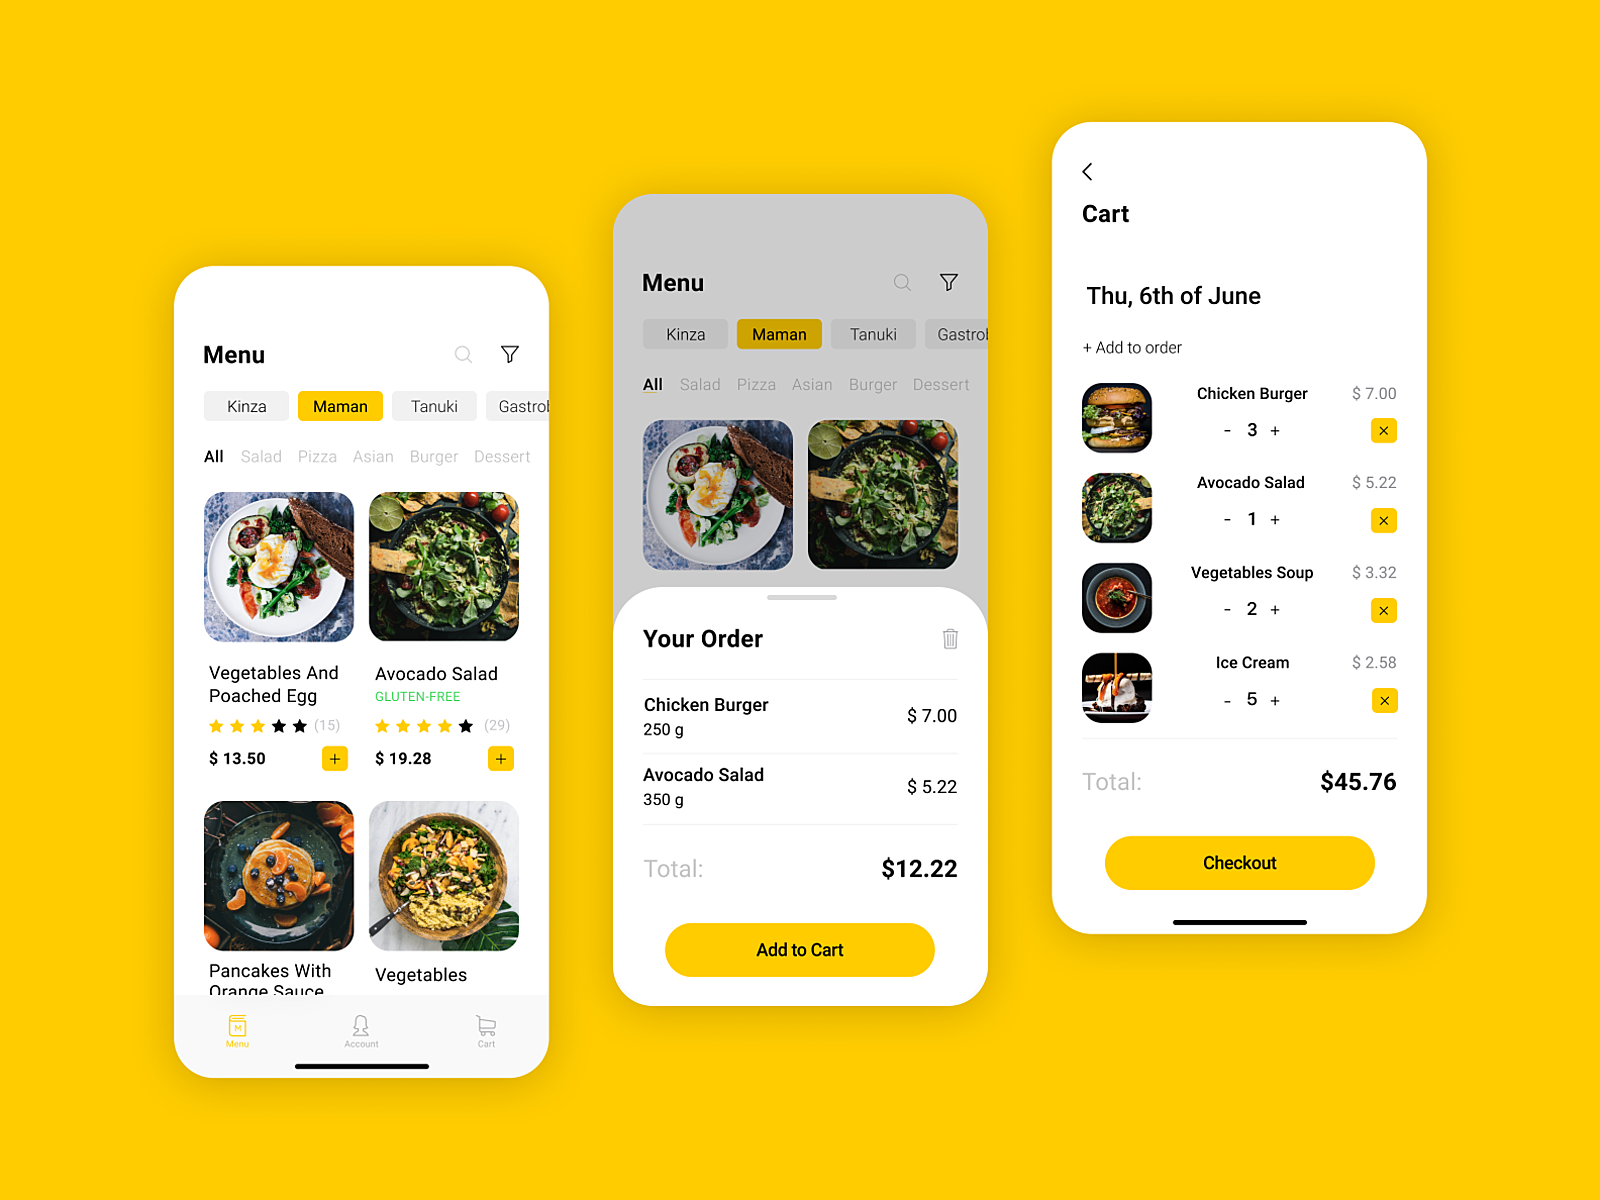 Menu
Kinza Maman Tanuki Gastrob
All Salad Pizza Asian Burger Dessert
Vegetables And
Poached Egg
(15)
$ 13.50
+
Avocado Salad
GLUTEN-FREE
(29)
$ 19.28
+
Pancakes With
Orange Sauce
Vegetables
M
Menu
Account
Cart
Menu
Kinza Maman Tanuki Gastrob
All Salad Pizza Asian Burger Dessert
Your Order
Chicken Burger
250 g
$ 7.00
Avocado Salad
350 g
$ 5.22
Total: $12.22
Add to Cart
Cart
Thu, 6th of June
+ Add to order
Chicken Burger $ 7.00
- 3 + ×
Avocado Salad $ 5.22
- 1 + ×
Vegetables Soup $ 3.32
- 2 + ×
Ice Cream $ 2.58
- 5 + ×
Total: $45.76
Checkout